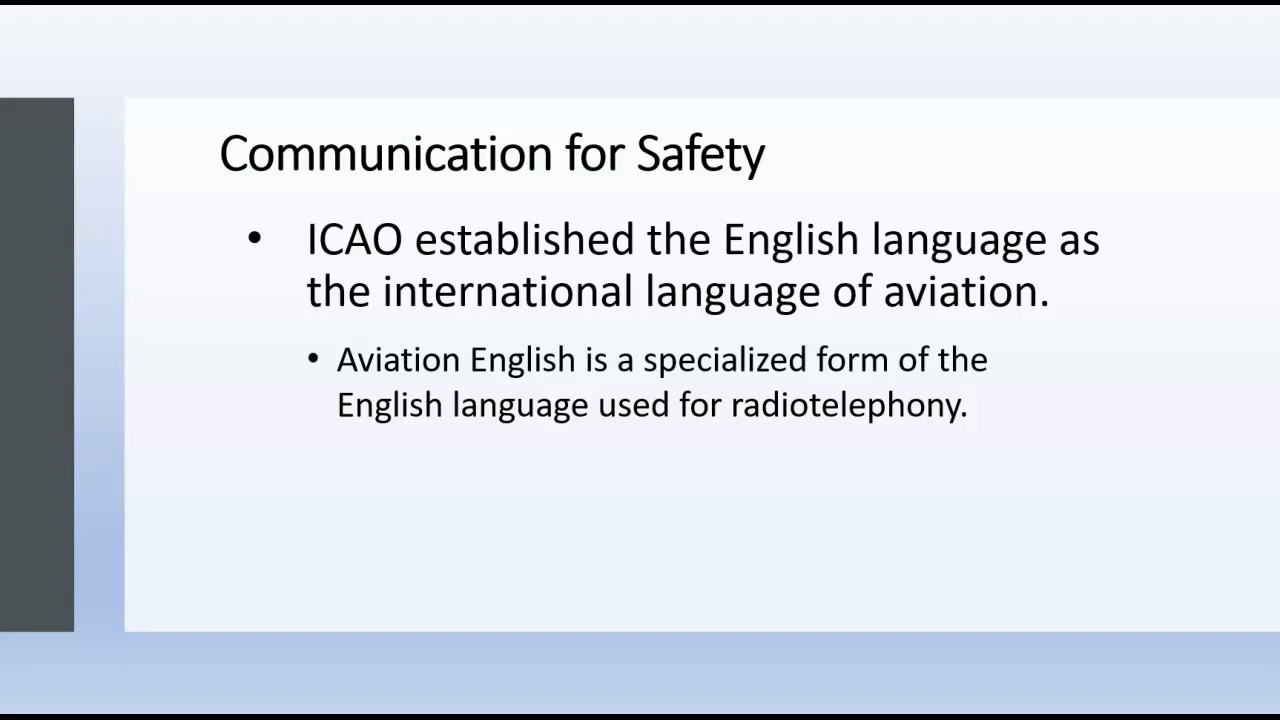 Communication for Safety
• ICAO established the English language as
the international language of aviation.
• Aviation English is a specialized form of the
English language used for radiotelephony.